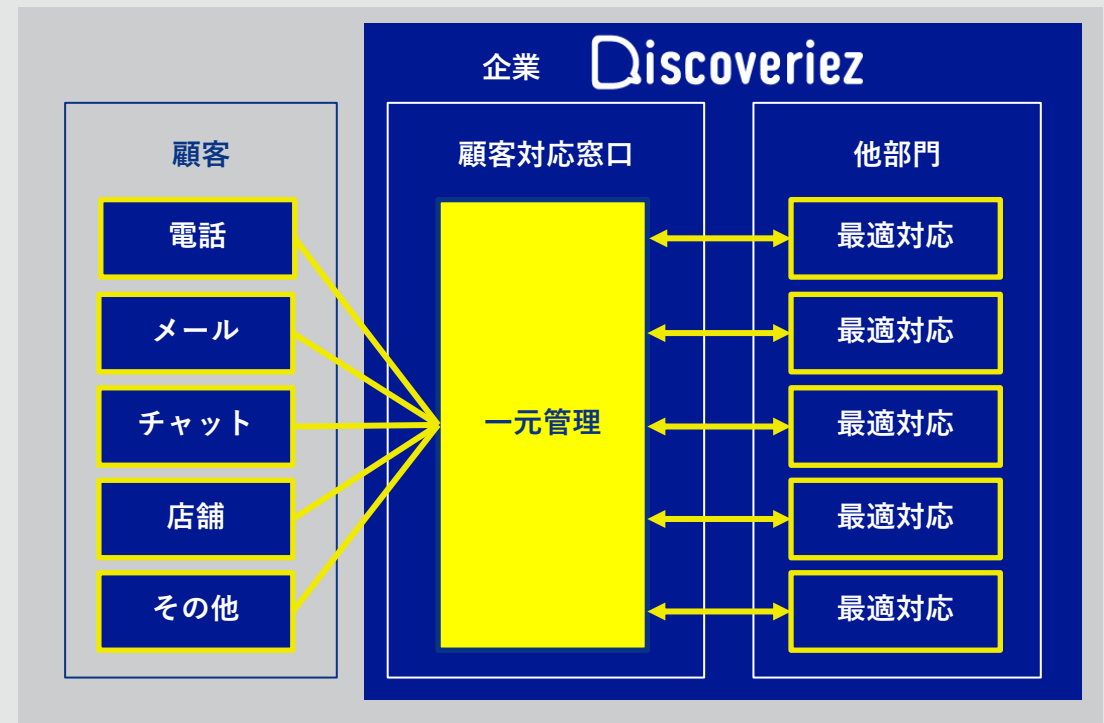 企業 Discoveriez
顧客
電話
メール
チャット
店舗
その他
顧客対応窓口
一元管理
他部門
最適対応
最適対応
最適対応
最適対応
最適対応